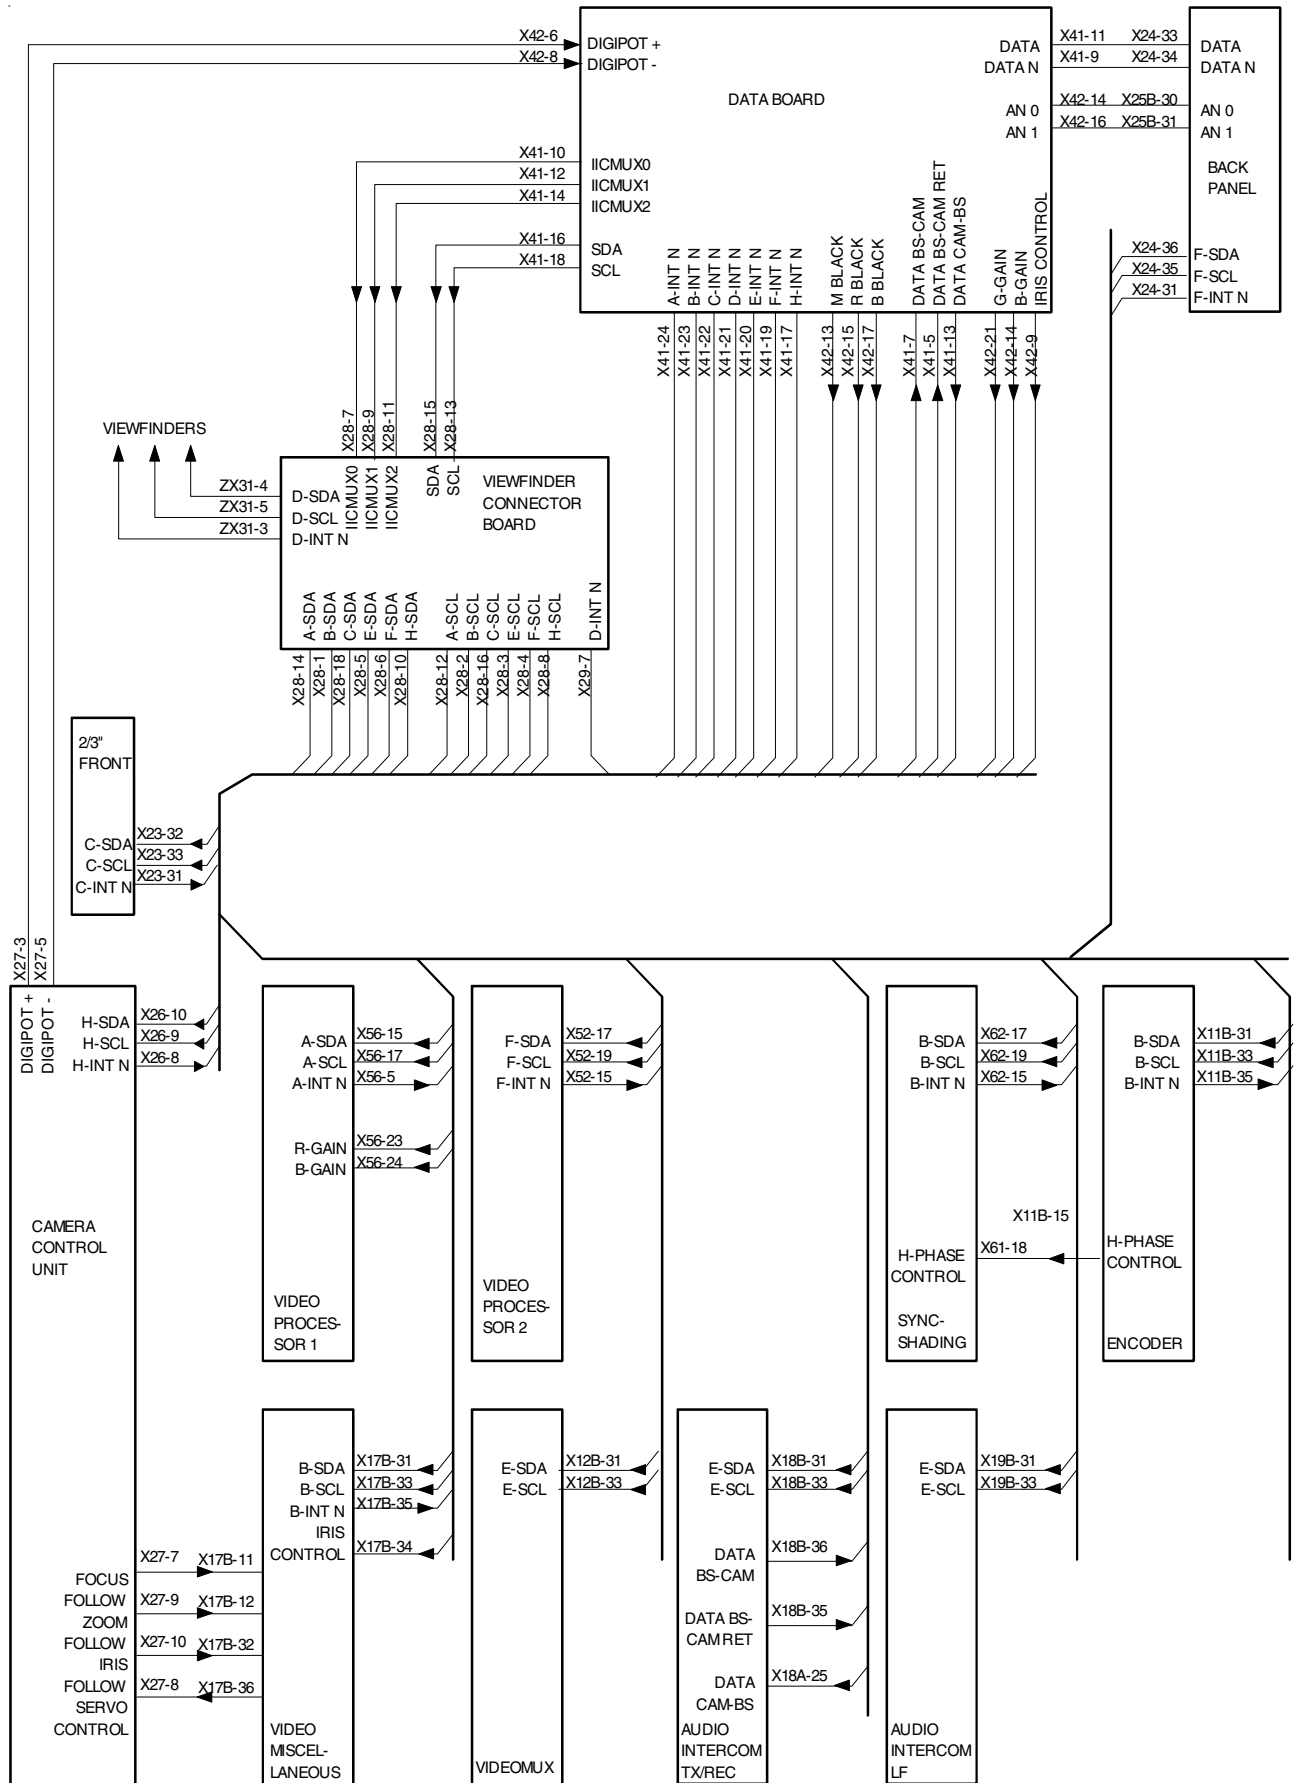 X42-6
X42-8
DIGIPOT +
DIGIPOT -
DATA BOARD
DATA
DATA N
AN 0
AN 1
X41-11
X24-33
X41-9
X24-34
X42-14
X25B-30
X42-16
X25B-31
DATA
DATA N
AN 0
AN 1
BACK
PANEL
X41-10
X41-12
X41-14
X41-16
X41-18
IICMUX0
IICMUX1
IICMUX2
SDA
SCL
A-INT N
B-INT N
C-INT N
D-INT N
E-INT N
F-INT N
H-INT N
M BLACK
R BLACK
B BLACK
DATA BS-CAM
DATA BS-CAM RET
DATA CAM-BS
G-GAIN
B-GAIN
IRIS CONTROL
X24-36
X24-35
X24-31
F-SDA
F-SCL
F-INT N
X41-24
X41-23
X41-22
X41-21
X41-20
X41-19
X41-17
X42-13
X42-15
X42-17
X41-7
X41-5
X41-13
X42-21
X42-14
X42-9
X28-7
X28-9
X28-11
X28-15
X28-13
VIEWFINDERS
ZX31-4
ZX31-5
ZX31-3
D-SDA
D-SCL
D-INT N
IICMUX0
IICMUX1
IICMUX2
SDA
SCL
VIEWFINDER
CONNECTOR
BOARD
A-SDA
B-SDA
C-SDA
E-SDA
F-SDA
H-SDA
A-SCL
B-SCL
C-SCL
E-SCL
F-SCL
H-SCL
D-INT N
X28-14
X28-1
X28-18
X28-5
X28-6
X28-10
X28-12
X28-2
X28-16
X28-3
X28-4
X28-8
X29-7
2/3"
FRONT
C-SDA
C-SCL
C-INT N
X23-32
X23-33
X23-31
X27-3
X27-5
DIGIPOT +
DIGIPOT -
H-SDA
H-SCL
H-INT N
X26-10
X26-9
X26-8
CAMERA
CONTROL
UNIT
A-SDA
A-SCL
A-INT N
X56-15
X56-17
X56-5
R-GAIN
B-GAIN
X56-23
X56-24
VIDEO
PROCES-
SOR 1
F-SDA
F-SCL
F-INT N
X52-17
X52-19
X52-15
VIDEO
PROCES-
SOR 2
B-SDA
B-SCL
B-INT N
X62-17
X62-19
X62-15
X11B-15
X61-18
H-PHASE
CONTROL
SYNC-
SHADING
B-SDA
B-SCL
B-INT N
X11B-31
X11B-33
X11B-35
H-PHASE
CONTROL
ENCODER
FOCUS
FOLLOW
ZOOM
FOLLOW
IRIS
FOLLOW
SERVO
CONTROL
X27-7
X17B-11
X27-9
X17B-12
X27-10
X17B-32
X27-8
X17B-36
B-SDA
B-SCL
B-INT N
IRIS
CONTROL
X17B-31
X17B-33
X17B-35
X17B-34
VIDEO
MISCEL-
LANEOUS
E-SDA
E-SCL
X12B-31
X12B-33
VIDEOMUX
E-SDA
E-SCL
X18B-31
X18B-33
DATA
BS-CAM
X18B-36
DATA BS-
CAM RET
X18B-35
DATA
CAM-BS
X18A-25
AUDIO
INTERCOM
TX/REC
E-SDA
E-SCL
X19B-31
X19B-33
AUDIO
INTERCOM
LF